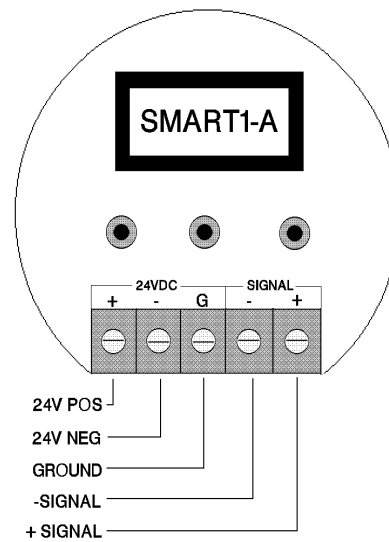 SMART1-A
24VDC SIGNAL
+ - G - +
24V POS
24V NEG
GROUND
-SIGNAL
+ SIGNAL